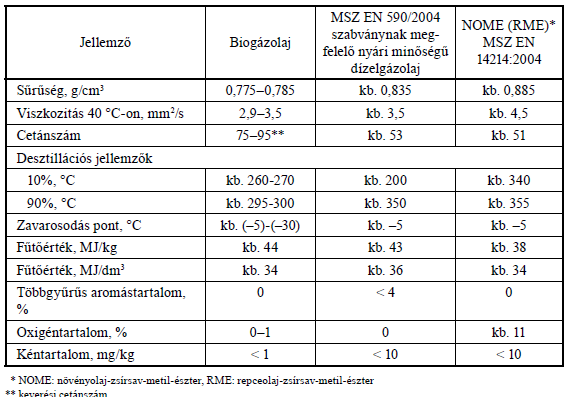 Jellemző Biogázolaj MSZ EN 590/2004 szabványnak meg-felelő nyári minőségű dízelgázolaj NOME (RME)* MSZ EN 14214:2004
Sűrűség, g/cm³ 0,775–0,785 kb. 0,835 kb. 0,885
Viszkozitás 40 °C-on, mm²/s 2,9–3,5 kb. 3,5 kb. 4,5
Cetánszám 75–95** kb. 53 kb. 51
Desztillációs jellemzők
10%, °C kb. 260-270 kb. 200 kb. 340
90%, °C kb. 295-300 kb. 350 kb. 355
Zavarosodás pont, °C kb. (–5)-(–30) kb. –5 kb. –5
Fűtőérték, MJ/kg kb. 44 kb. 43 kb. 38
Fűtőérték, MJ/dm³ kb. 34 kb. 36 kb. 34
Többgyűrűs aromástartalom, % 0 < 4 0
Oxigéntartalom, % 0–1 0 kb. 11
Kéntartalom, mg/kg < 1 < 10 < 10
* NOME: növényolaj-zsírsav-metil-észter, RME: repceolaj-zsírsav-metil-észter
** keverési cetánszám